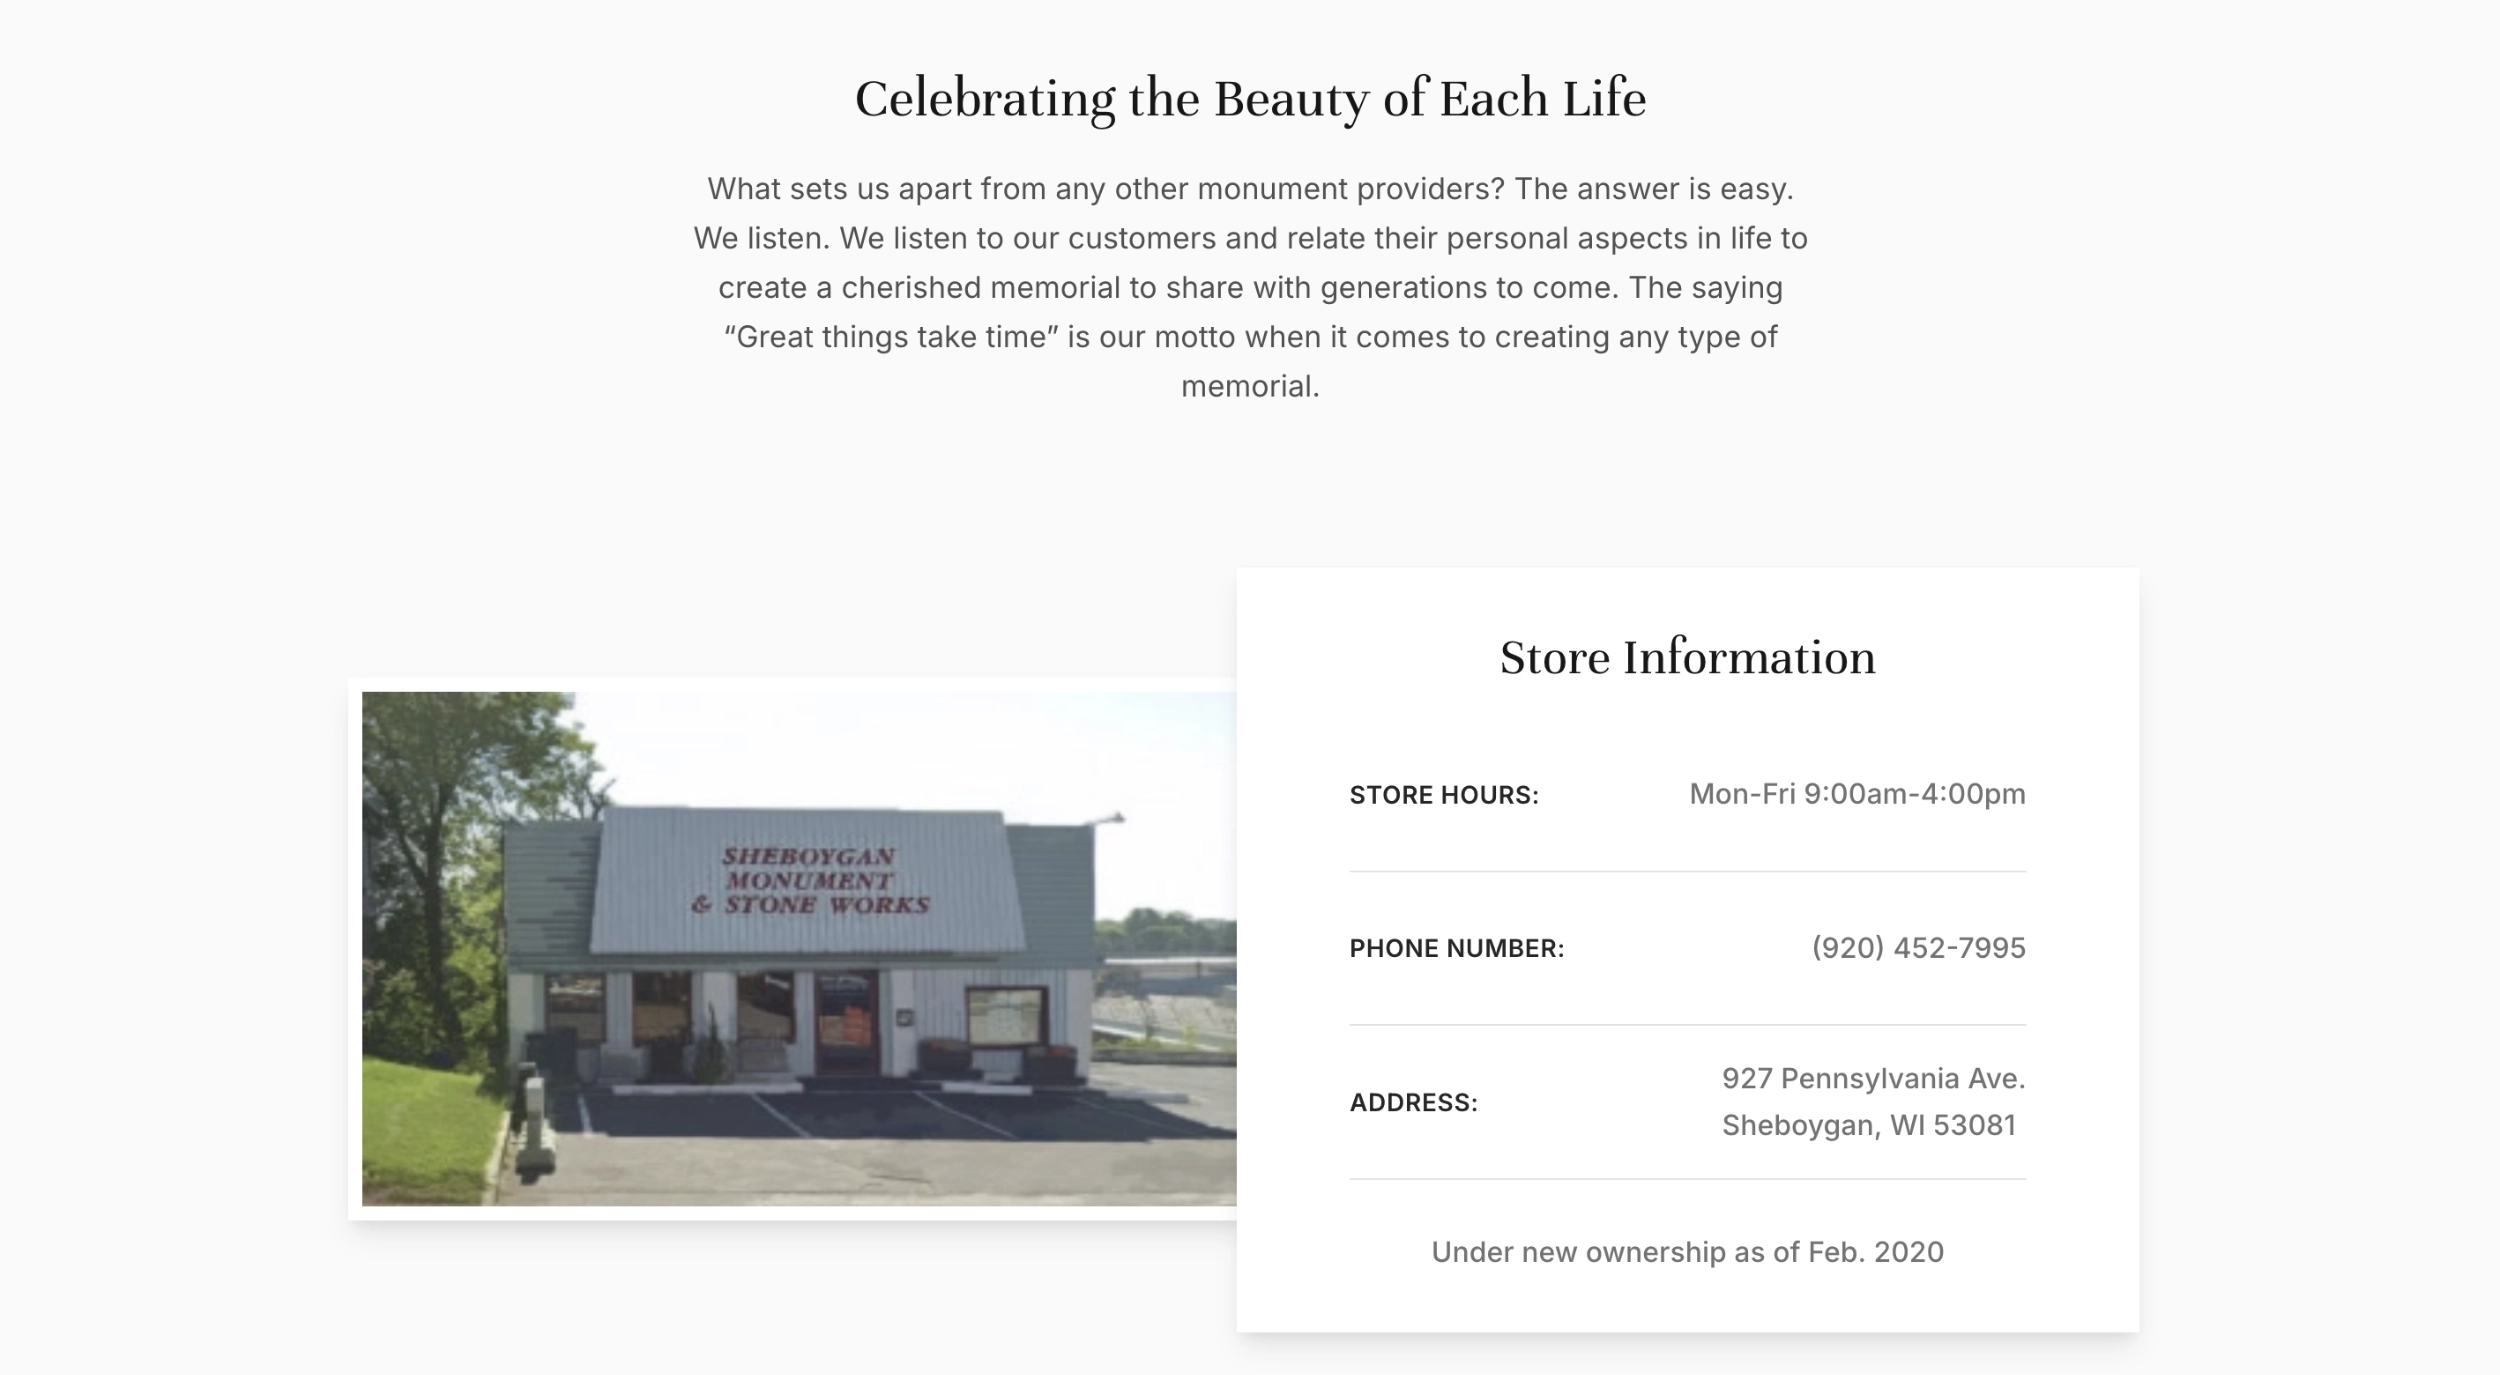 Celebrating the Beauty of Each Life
What sets us apart from any other monument providers? The answer is easy.
We listen. We listen to our customers and relate their personal aspects in life to
create a cherished memorial to share with generations to come. The saying
“Great things take time” is our motto when it comes to creating any type of
memorial.
SHEBOYGAN
MONUMENT
& STONE WORKS
Store Information
STORE HOURS: Mon-Fri 9:00am-4:00pm
PHONE NUMBER: (920) 452-7995
ADDRESS: 927 Pennsylvania Ave.
Sheboygan, WI 53081
Under new ownership as of Feb. 2020